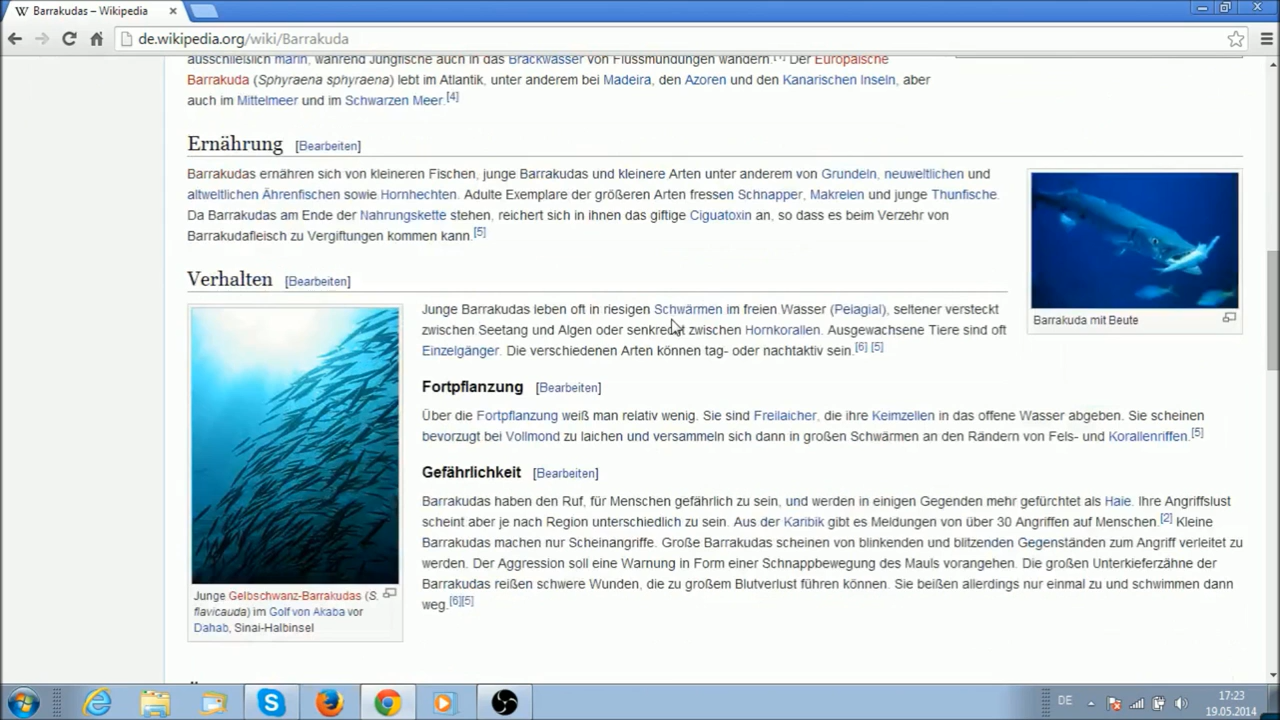 Barrakudas – Wikipedia
de.wikipedia.org/wiki/Barrakuda
ausschließlich marin, während Jungfische auch in das Brackwasser von Flussmündungen wandern. Der Europäische
Barrakuda (Sphyraena sphyraena) lebt im Atlantik, unter anderem bei Madeira, den Azoren und den Kanarischen Inseln, aber
auch im Mittelmeer und im Schwarzen Meer.[4]
Ernährung [Bearbeiten]
Barrakudas ernähren sich von kleineren Fischen, junge Barrakudas und kleinere Arten unter anderem von Grundeln, neuweltlichen und
altweltlichen Ährenfischen sowie Hornhechten. Adulte Exemplare der größeren Arten fressen Schnapper, Makrelen und junge Thunfische.
Da Barrakudas am Ende der Nahrungskette stehen, reichert sich in ihnen das giftige Ciguatoxin an, so dass es beim Verzehr von
Barrakudafleisch zu Vergiftungen kommen kann.[5]
Barrakuda mit Beute
Verhalten [Bearbeiten]
Junge Barrakudas leben oft in riesigen Schwärmen im freien Wasser (Pelagial), seltener versteckt
zwischen Seetang und Algen oder senkrecht zwischen Hornkorallen. Ausgewachsene Tiere sind oft
Einzelgänger. Die verschiedenen Arten können tag- oder nachtaktiv sein.[6] [5]
Fortpflanzung [Bearbeiten]
Über die Fortpflanzung weiß man relativ wenig. Sie sind Freilaicher, die ihre Keimzellen in das offene Wasser abgeben. Sie scheinen
bevorzugt bei Vollmond zu laichen und versammeln sich dann in großen Schwärmen an den Rändern von Fels- und Korallenriffen.[5]
Gefährlichkeit [Bearbeiten]
Barrakudas haben den Ruf, für Menschen gefährlich zu sein, und werden in einigen Gegenden mehr gefürchtet als Haie. Ihre Angriffslust
scheint aber je nach Region unterschiedlich zu sein. Aus der Karibik gibt es Meldungen von über 30 Angriffen auf Menschen.[2] Kleine
Barrakudas machen nur Scheinangriffe. Große Barrakudas scheinen von blinkenden und blitzenden Gegenständen zum Angriff verleitet zu
werden. Der Aggression soll eine Warnung in Form einer Schnappbewegung des Mauls vorangehen. Die großen Unterkieferzähne der
Barrakudas reißen schwere Wunden, die zu großem Blutverlust führen können. Sie beißen allerdings nur einmal zu und schwimmen dann
weg.[6][5]
Junge Gelbschwanz-Barrakudas (S.
flavicauda) im Golf von Akaba vor
Dahab, Sinai-Halbinsel
DE
17:23
19.05.2014